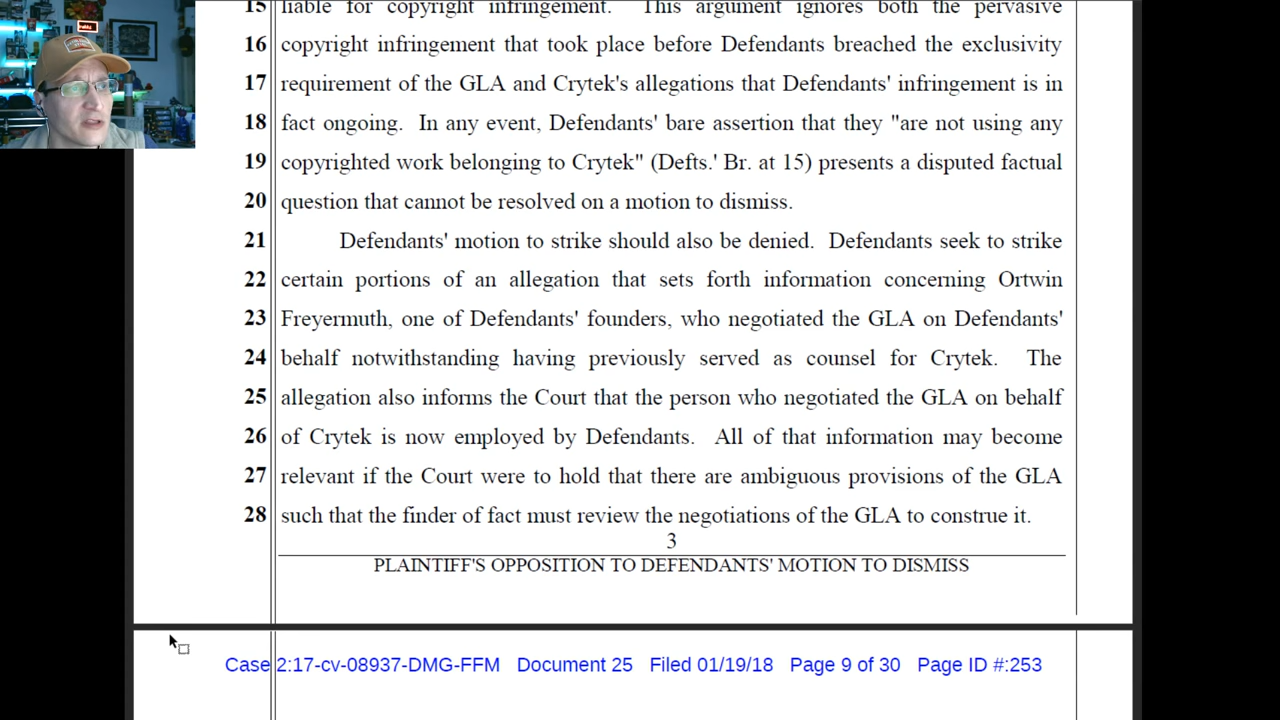 15 liable for copyright infringement. This argument ignores both the pervasive
16 copyright infringement that took place before Defendants breached the exclusivity
17 requirement of the GLA and Crytek's allegations that Defendants' infringement is in
18 fact ongoing. In any event, Defendants' bare assertion that they "are not using any
19 copyrighted work belonging to Crytek" (Defts.' Br. at 15) presents a disputed factual
20 question that cannot be resolved on a motion to dismiss.
21 Defendants' motion to strike should also be denied. Defendants seek to strike
22 certain portions of an allegation that sets forth information concerning Ortwin
23 Freyermuth, one of Defendants' founders, who negotiated the GLA on Defendants'
24 behalf notwithstanding having previously served as counsel for Crytek. The
25 allegation also informs the Court that the person who negotiated the GLA on behalf
26 of Crytek is now employed by Defendants. All of that information may become
27 relevant if the Court were to hold that there are ambiguous provisions of the GLA
28 such that the finder of fact must review the negotiations of the GLA to construe it.
3
PLAINTIFF'S OPPOSITION TO DEFENDANTS' MOTION TO DISMISS
Case 2:17-cv-08937-DMG-FFM Document 25 Filed 01/19/18 Page 9 of 30 Page ID #:253